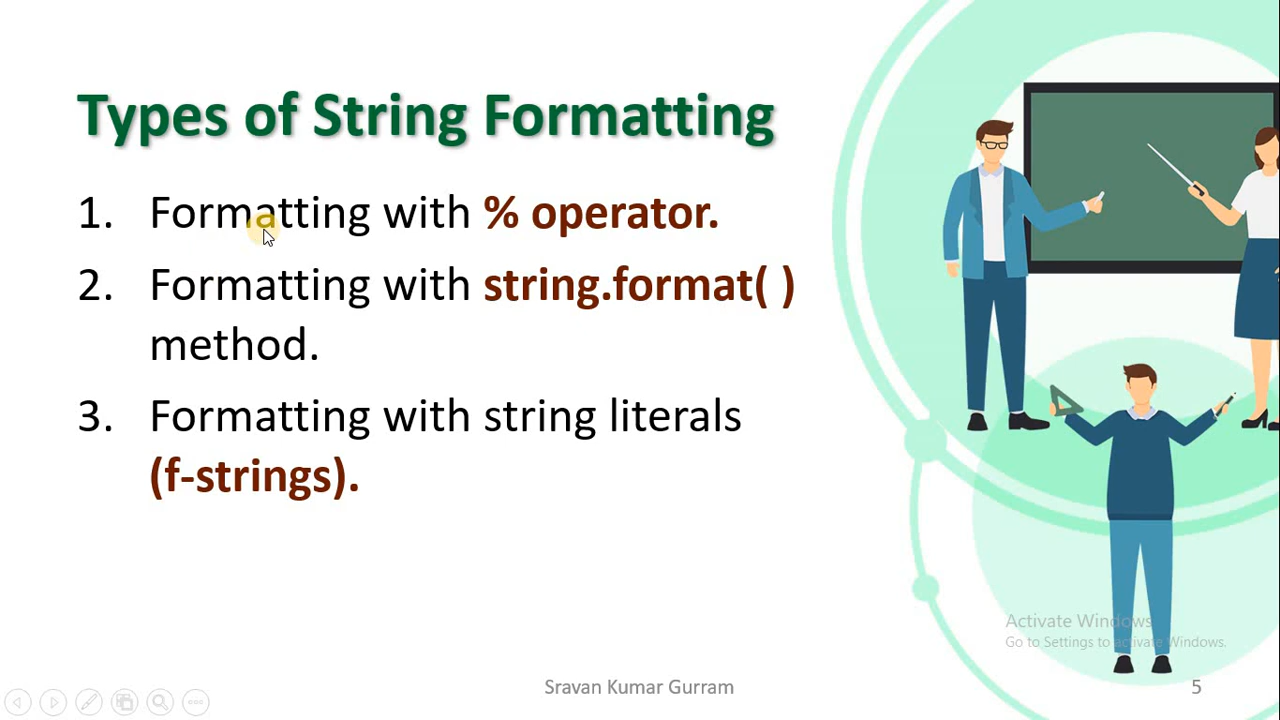 Types of String Formatting
1. Formatting with % operator.
2. Formatting with string.format( )
method.
3. Formatting with string literals
(f-strings).
Activate Windows
Go to Settings to activate Windows.
Sravan Kumar Gurram
5